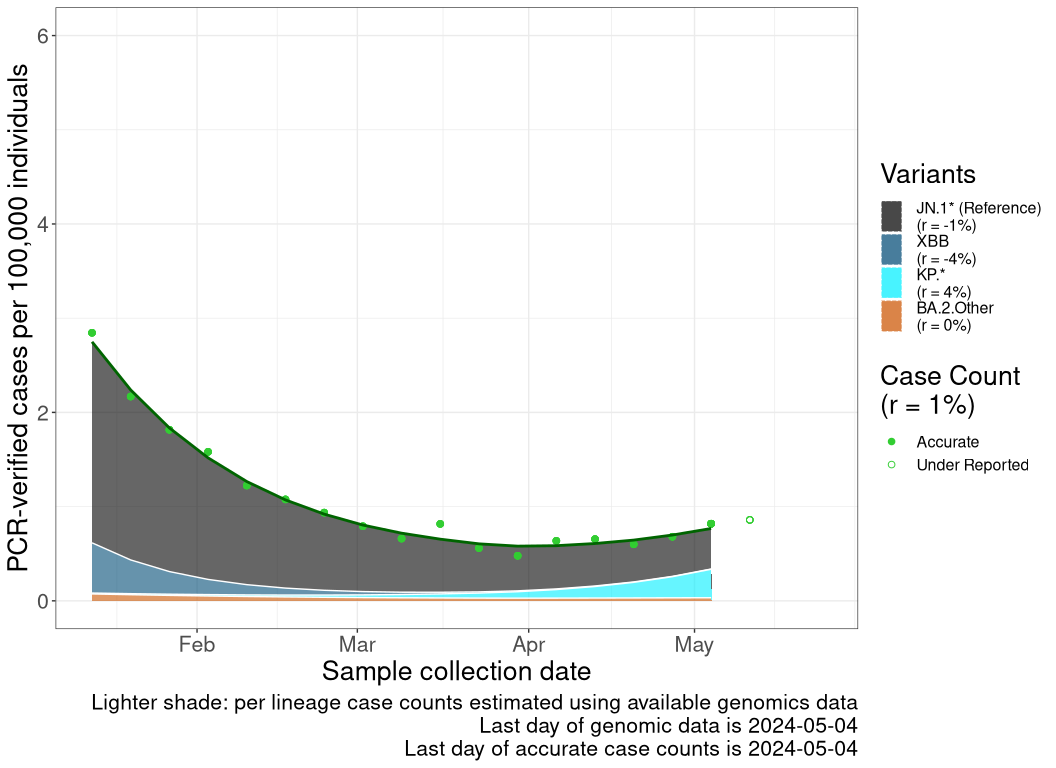 PCR-verified cases per 100,000 individuals
6
4
2
0
Feb
Mar
Apr
May
Sample collection date
Lighter shade: per lineage case counts estimated using available genomics data
Last day of genomic data is 2024-05-04
Last day of accurate case counts is 2024-05-04
Variants
JN.1* (Reference)
(r = -1%)
XBB
(r = -4%)
KP.*
(r = 4%)
BA.2.Other
(r = 0%)
Case Count
(r = 1%)
Accurate
Under Reported